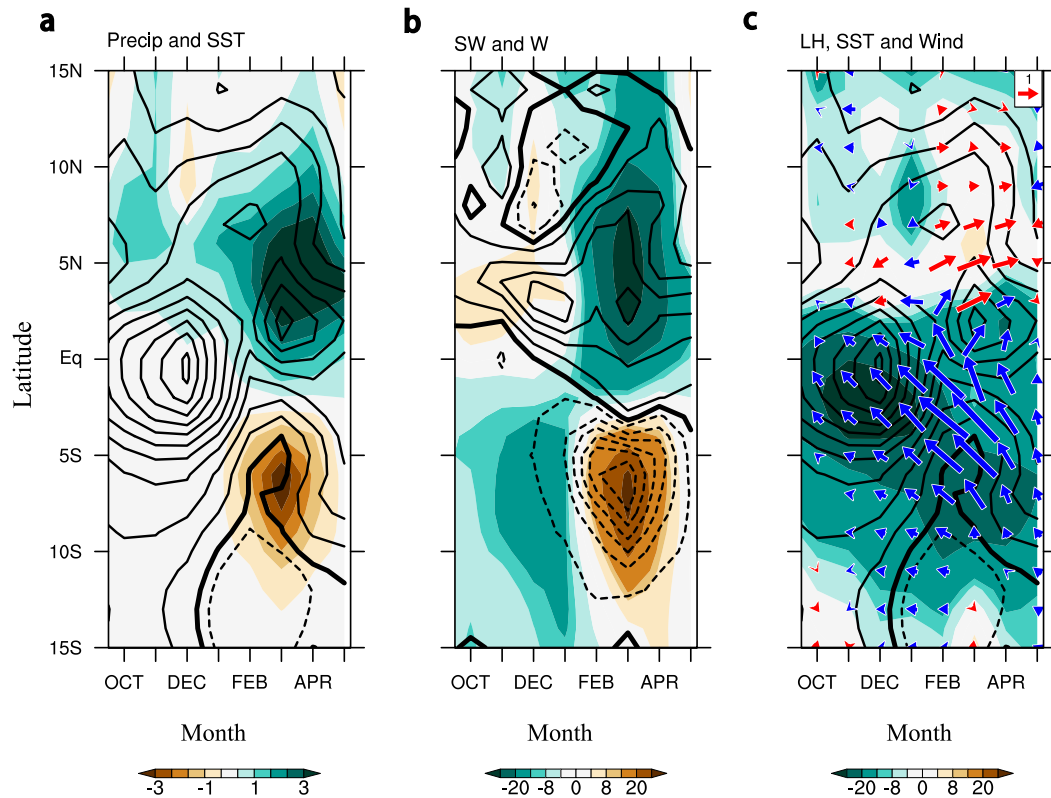 a b c
Precip and SST SW and W LH, SST and Wind
15N 1
10N
5N
Eq
5S
10S
15S
Latitude
OCT DEC FEB APR OCT DEC FEB APR OCT DEC FEB APR
Month Month Month
-3 -1 1 3 -20 -8 0 8 20 -20 -8 0 8 20